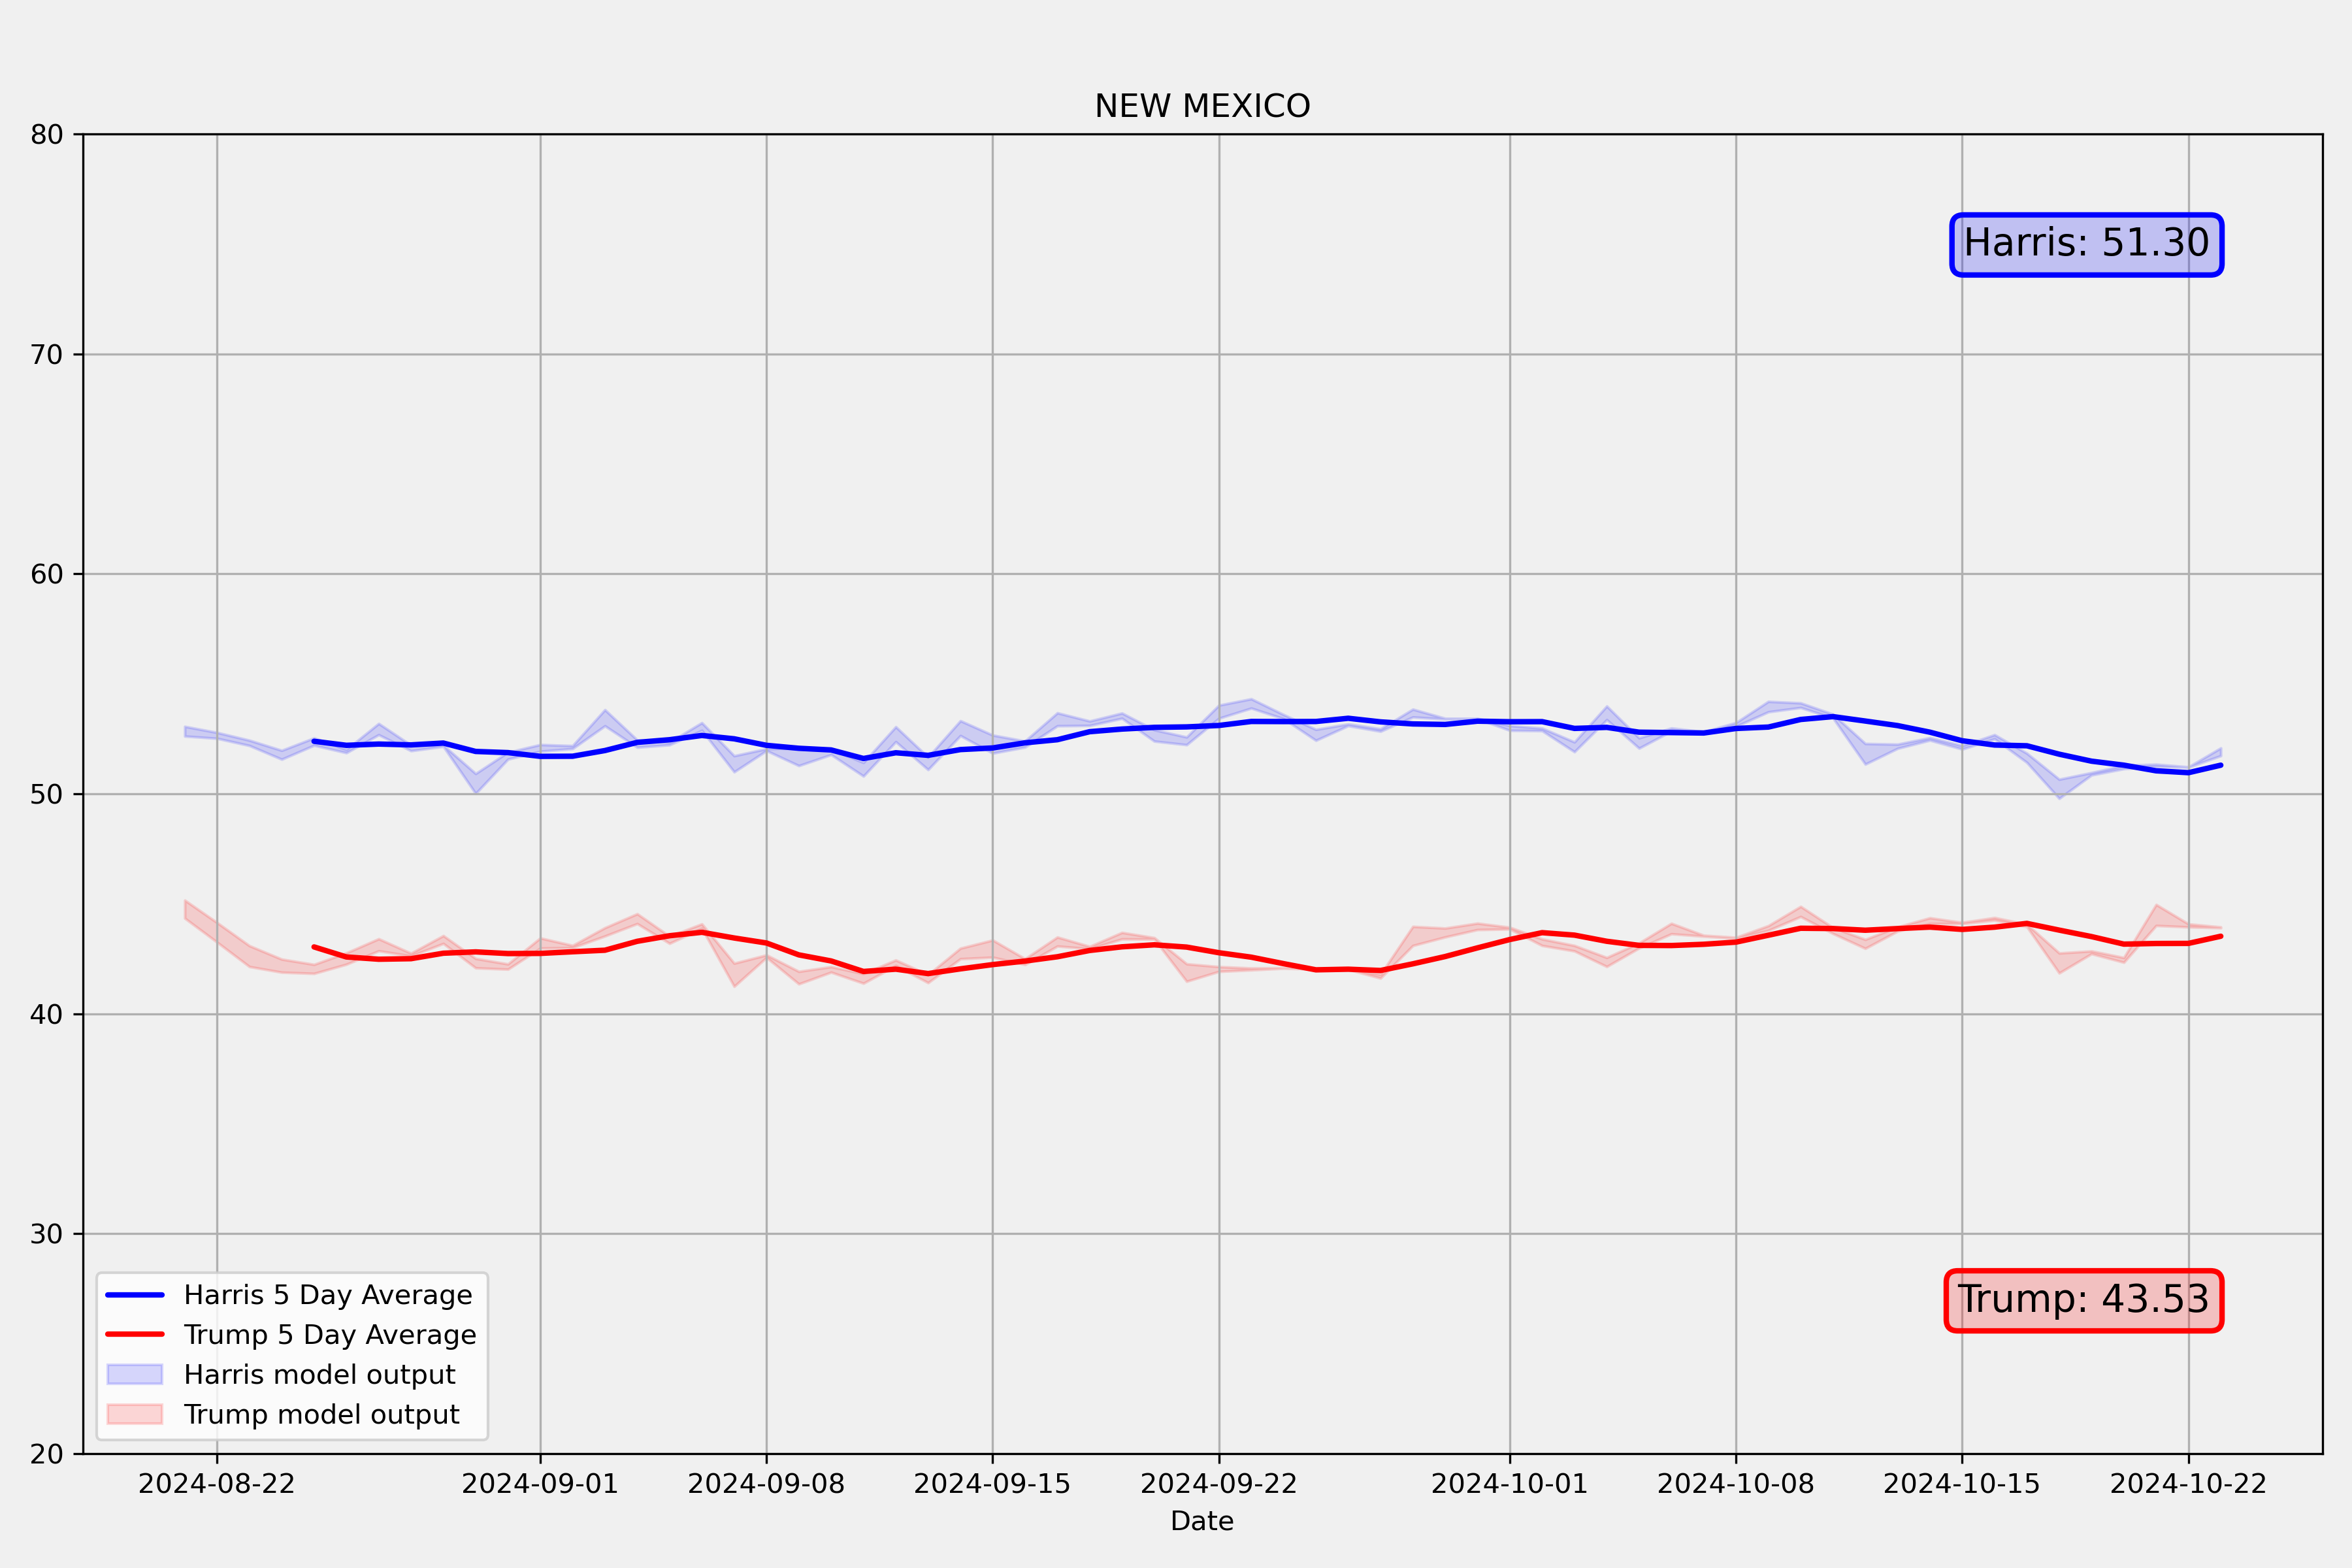 NEW MEXICO
80
70
60
50
40
30
20
Harris: 51.30
Trump: 43.53
Harris 5 Day Average
Trump 5 Day Average
Harris model output
Trump model output
2024-08-22 2024-09-01 2024-09-08 2024-09-15 2024-09-22 2024-10-01 2024-10-08 2024-10-15 2024-10-22
Date